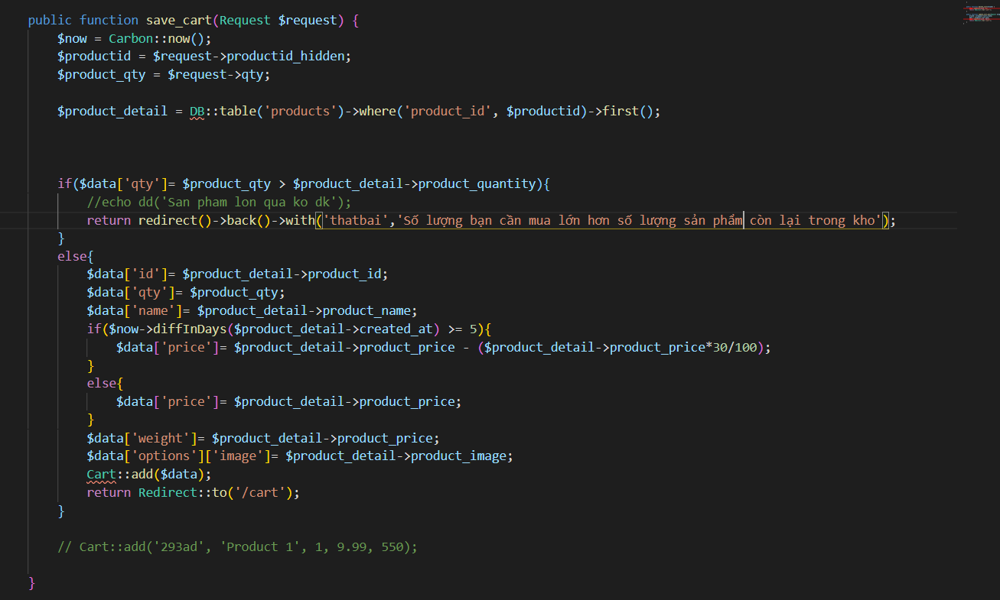 public function save_cart(Request $request) {
$now = Carbon::now();
$productid = $request->productid_hidden;
$product_qty = $request->qty;
$product_detail = DB::table('products')->where('product_id', $productid)->first();
if($data['qty']= $product_qty > $product_detail->product_quantity){
//echo dd('San pham lon qua ko dk');
return redirect()->back()->with('thatbai','Số lượng bạn cần mua lớn hơn số lượng sản phẩm còn lại trong kho');
}
else{
$data['id']= $product_detail->product_id;
$data['qty']= $product_qty;
$data['name']= $product_detail->product_name;
if($now->diffInDays($product_detail->created_at) >= 5){
$data['price']= $product_detail->product_price - ($product_detail->product_price*30/100);
}
else{
$data['price']= $product_detail->product_price;
}
$data['weight']= $product_detail->product_price;
$data['options']['image']= $product_detail->product_image;
Cart::add($data);
return Redirect::to('/cart');
}
// Cart::add('293ad', 'Product 1', 1, 9.99, 550);
}